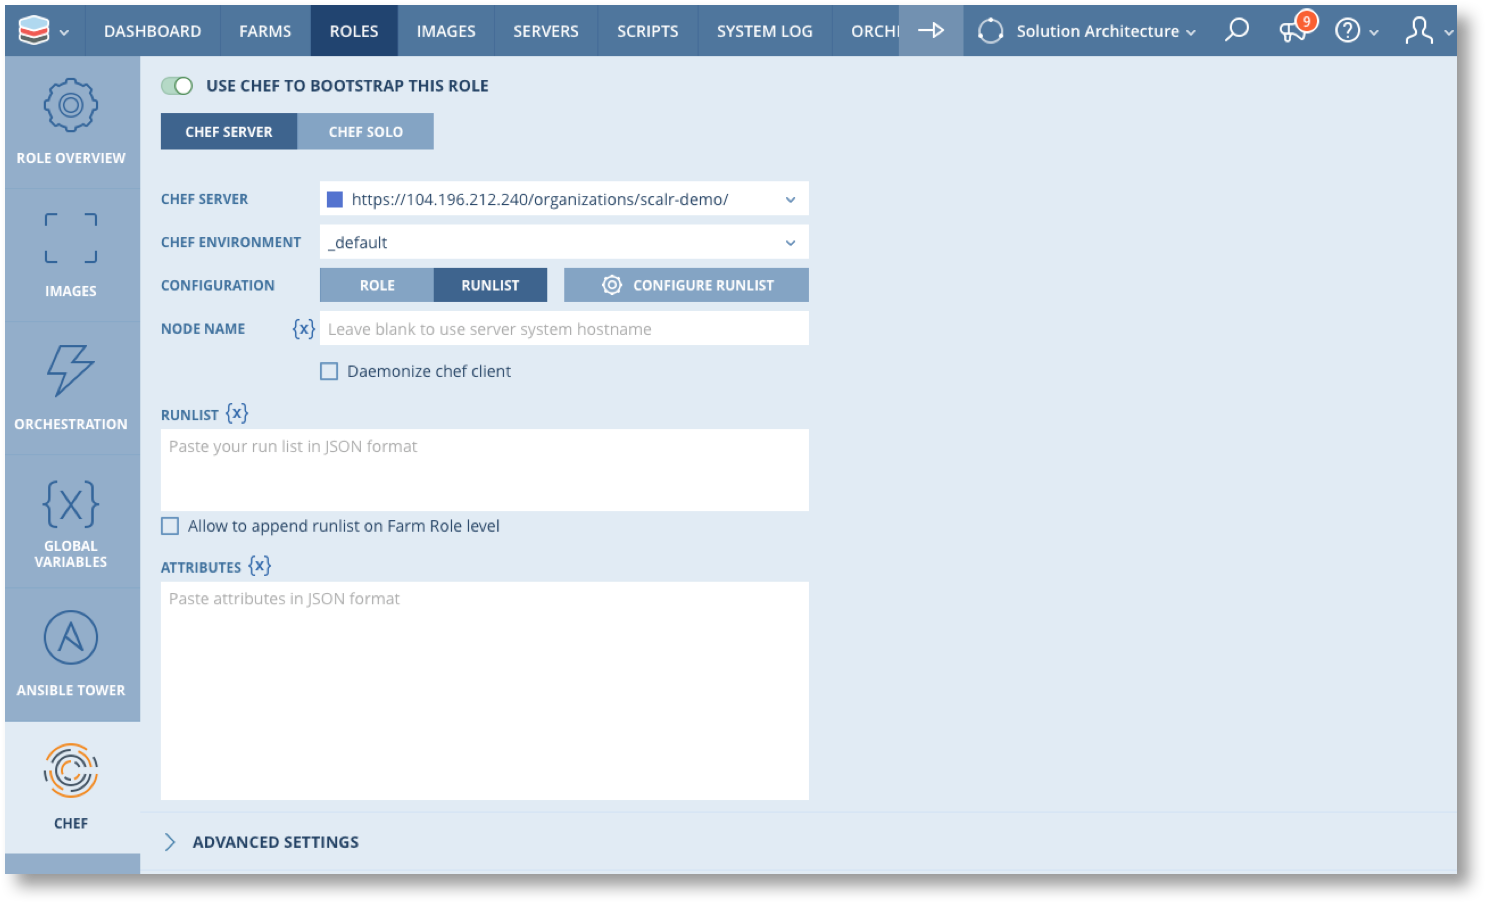 DASHBOARD
FARMS
ROLES
IMAGES
SERVERS
SCRIPTS
SYSTEM LOG
ORCHI
Solution Architecture
9
?
ROLE OVERVIEW
IMAGES
ORCHESTRATION
{X}
GLOBAL
VARIABLES
ANSIBLE TOWER
CHEF
USE CHEF TO BOOTSTRAP THIS ROLE
CHEF SERVER
CHEF SOLO
CHEF SERVER
https://104.196.212.240/organizations/scalr-demo/
CHEF ENVIRONMENT
_default
CONFIGURATION
ROLE
RUNLIST
CONFIGURE RUNLIST
NODE NAME
{x}
Leave blank to use server system hostname
Daemonize chef client
RUNLIST {x}
Paste your run list in JSON format
Allow to append runlist on Farm Role level
ATTRIBUTES {x}
Paste attributes in JSON format
ADVANCED SETTINGS